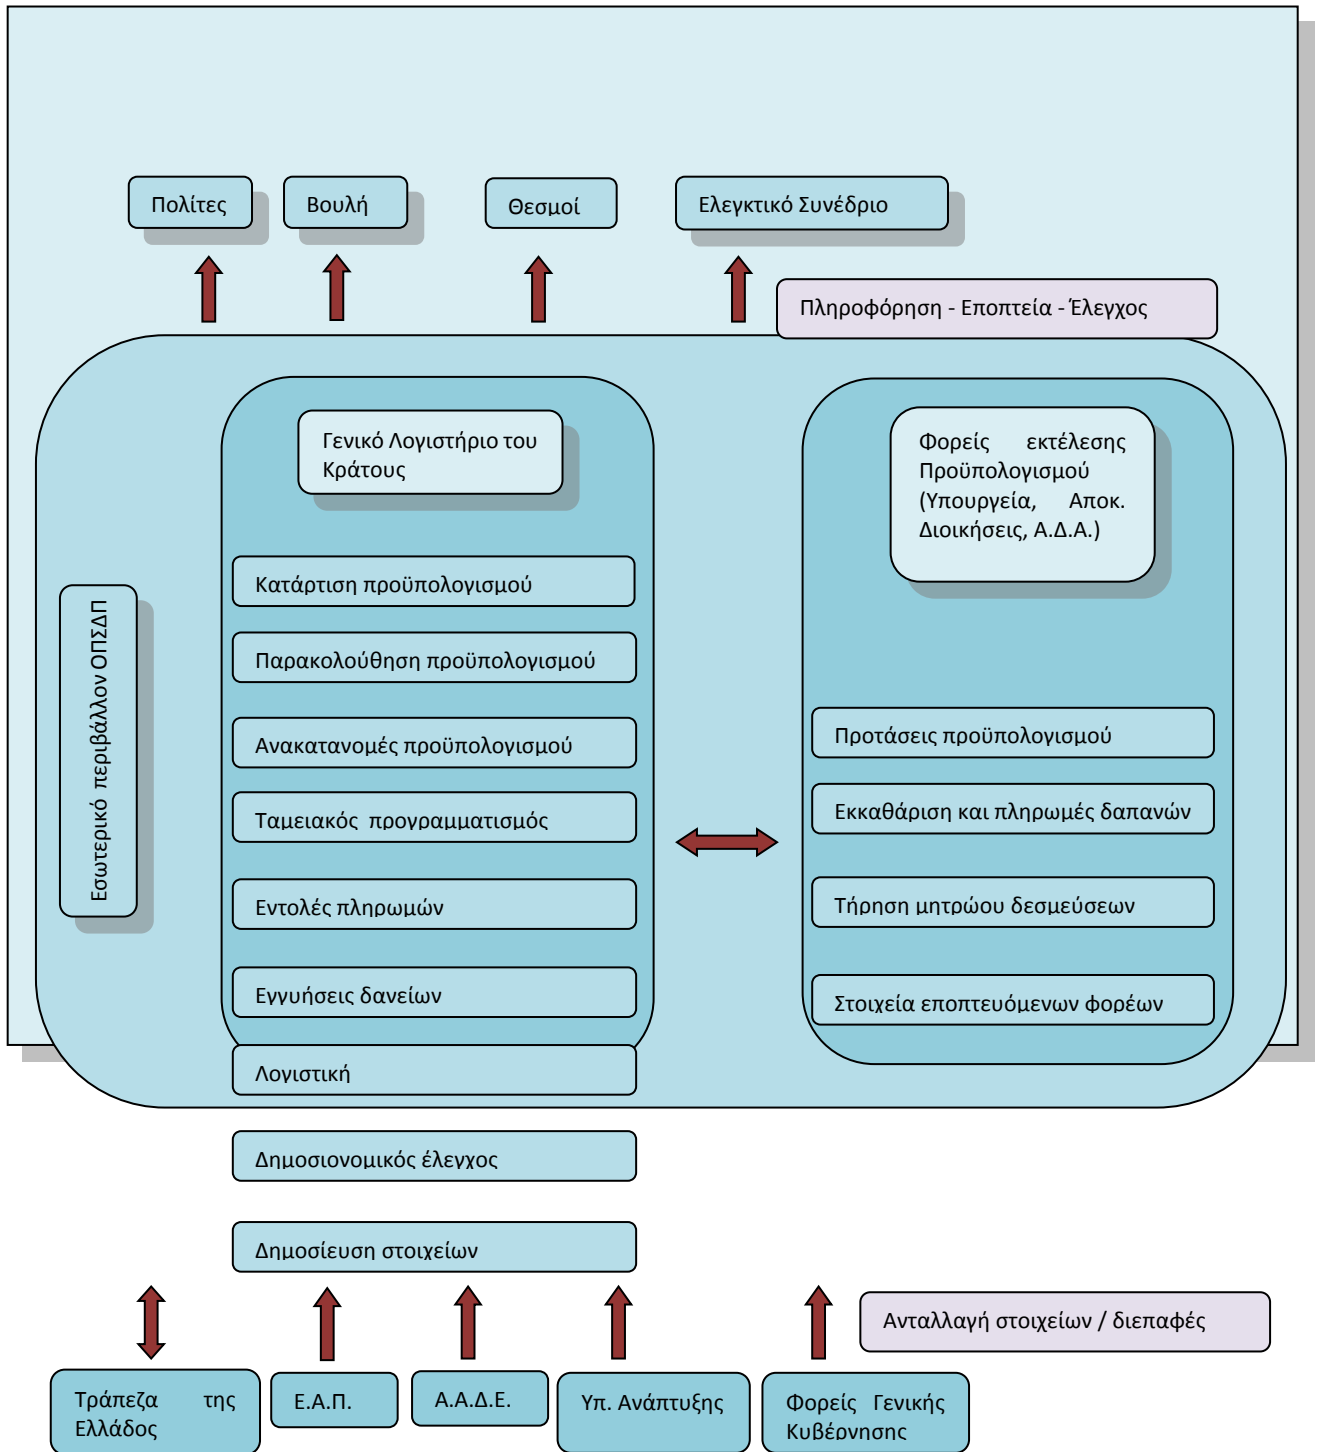 Πολίτες
Βουλή
Θεσμοί
Ελεγκτικό Συνέδριο
Πληροφόρηση - Εποπτεία - Έλεγχος
Γενικό Λογιστήριο του
Κράτους
Φορείς εκτέλεσης
Προϋπολογισμού
(Υπουργεία, Αποκ.
Διοικήσεις, Α.Δ.Α.)
Εσωτερικό περιβάλλον ΟΠΣΔΠ
Κατάρτιση προϋπολογισμού
Παρακολούθηση προϋπολογισμού
Ανακατανομές προϋπολογισμού
Ταμειακός προγραμματισμός
Εντολές πληρωμών
Εγγυήσεις δανείων
Λογιστική
Δημοσιονομικός έλεγχος
Δημοσίευση στοιχείων
Προτάσεις προϋπολογισμού
Εκκαθάριση και πληρωμές δαπανών
Τήρηση μητρώου δεσμεύσεων
Στοιχεία εποπτευόμενων φορέων
Ανταλλαγή στοιχείων / διεπαφές
Τράπεζα της
Ελλάδος
Ε.Α.Π.
Α.Α.Δ.Ε.
Υπ. Ανάπτυξης
Φορείς Γενικής
Κυβέρνησης